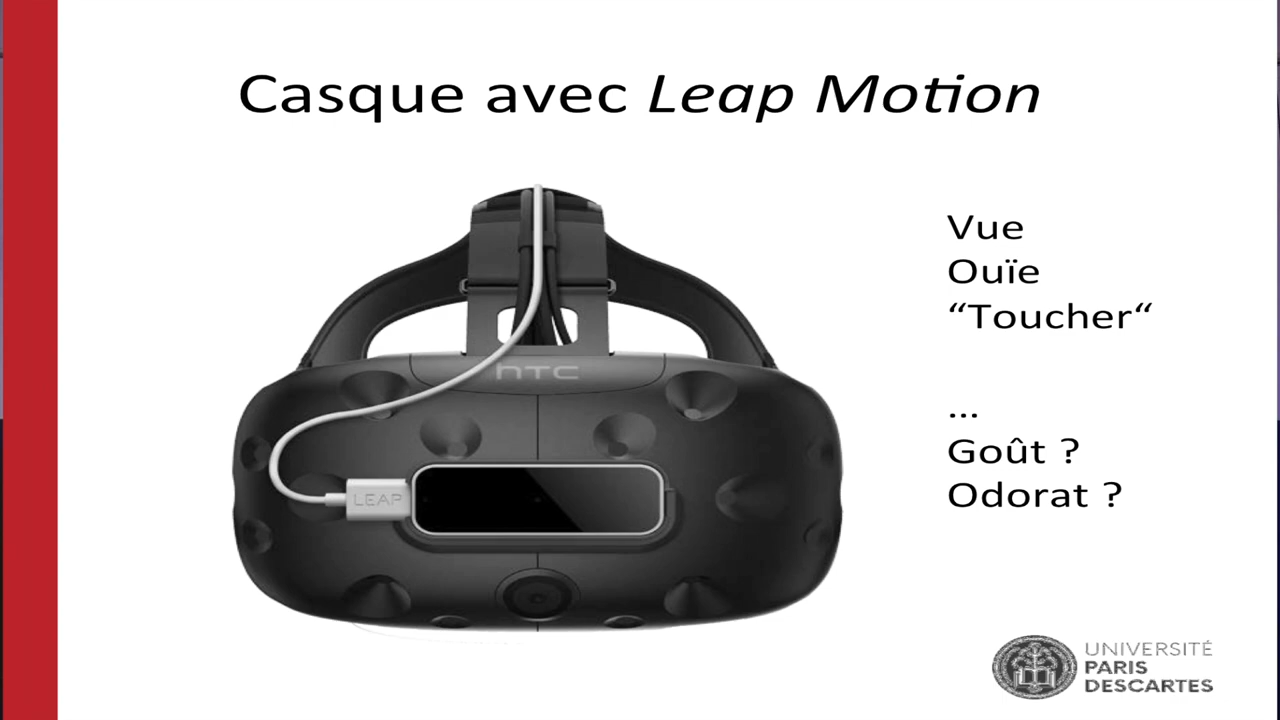 Casque avec Leap Motion
Vue
Ouïe
“Toucher“
...
Goût ?
Odorat ?
hTC
LEAP
UNIVERSITÉ
PARIS
DESCARTES